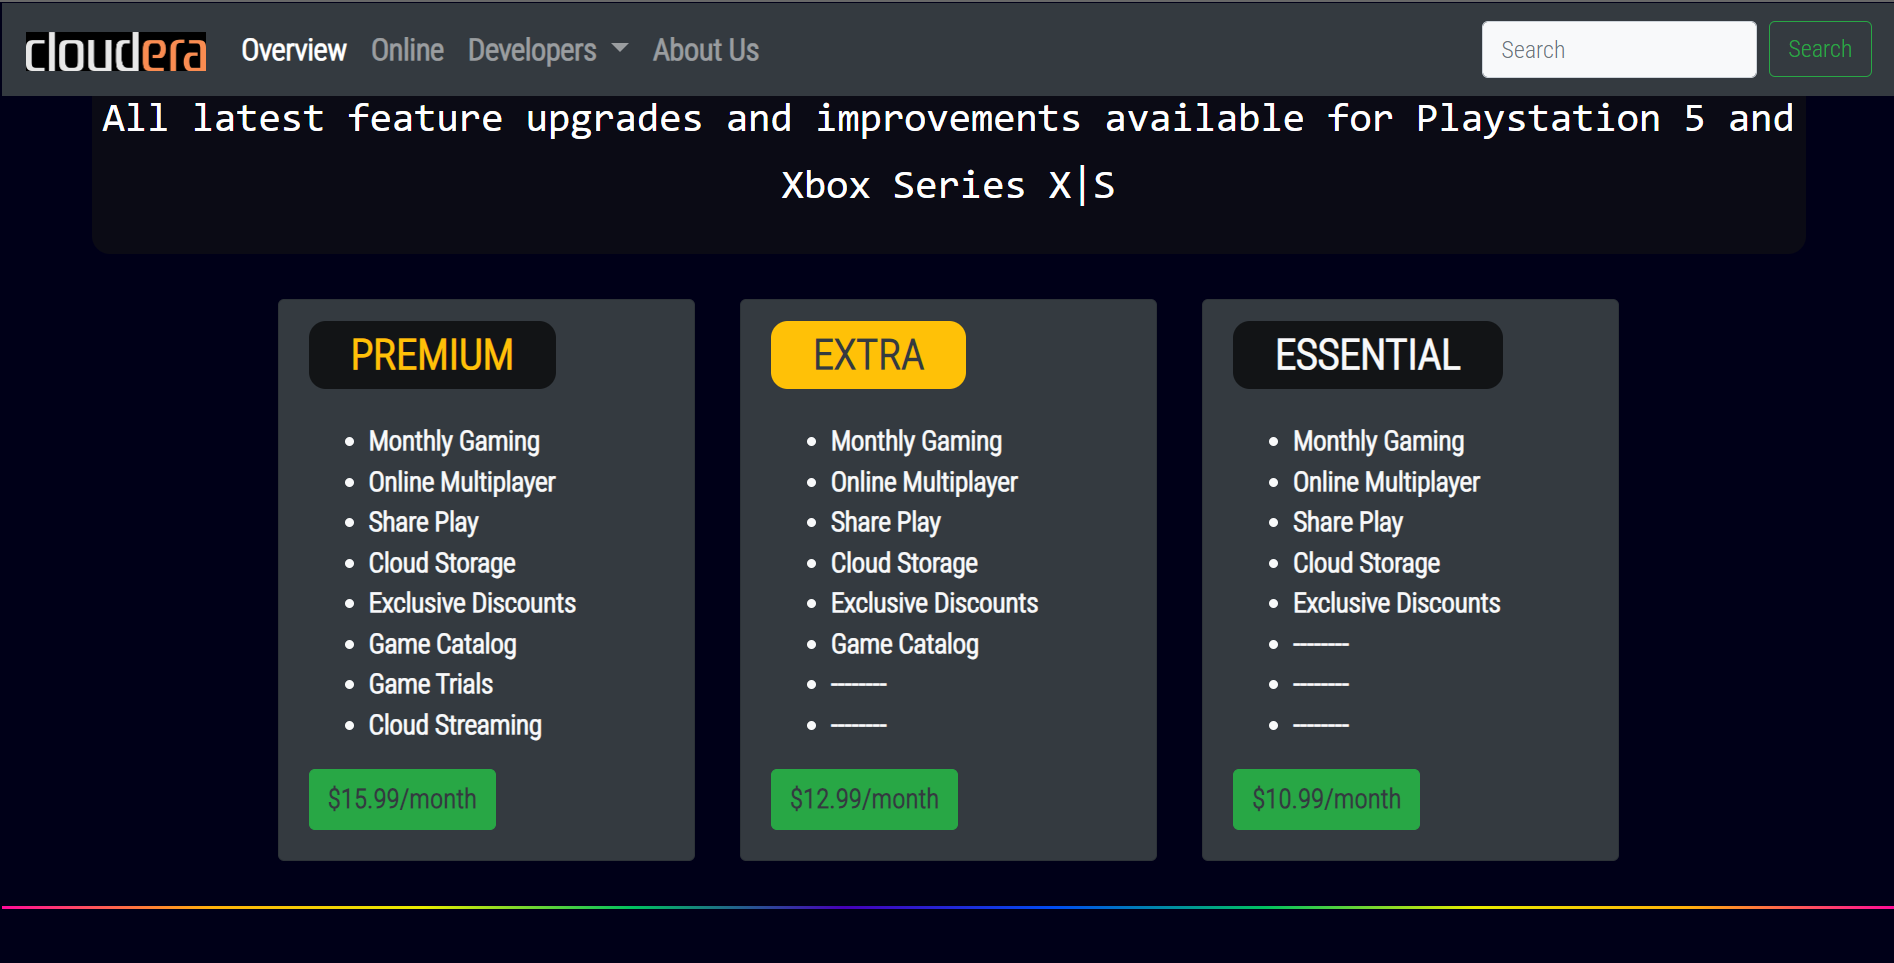 cloudera Overview Online Developers About Us Search Search
All latest feature upgrades and improvements available for Playstation 5 and
Xbox Series X|S
PREMIUM
Monthly Gaming
Online Multiplayer
Share Play
Cloud Storage
Exclusive Discounts
Game Catalog
Game Trials
Cloud Streaming
$15.99/month
EXTRA
Monthly Gaming
Online Multiplayer
Share Play
Cloud Storage
Exclusive Discounts
Game Catalog
--------
--------
$12.99/month
ESSENTIAL
Monthly Gaming
Online Multiplayer
Share Play
Cloud Storage
Exclusive Discounts
--------
--------
--------
$10.99/month